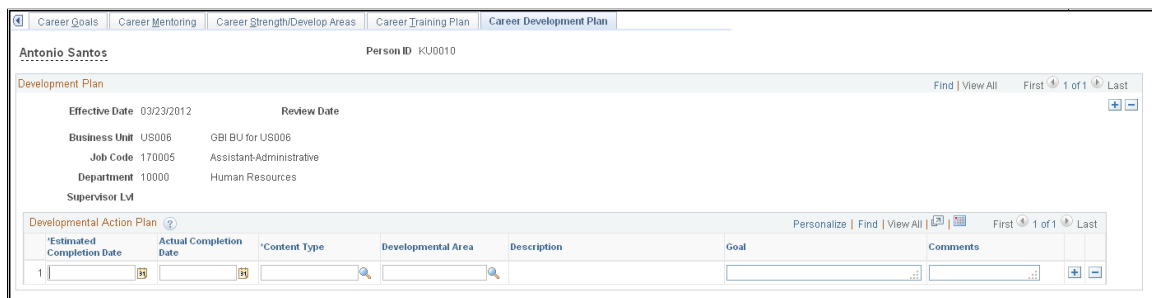 Career Goals Career Mentoring Career Strength/Develop Areas Career Training Plan Career Development Plan
Antonio Santos Person ID KU0010
Development Plan Find | View All First 1 of 1 Last
Effective Date 03/23/2012 Review Date
Business Unit US006 GBI BU for US006
Job Code 170005 Assistant-Administrative
Department 10000 Human Resources
Supervisor Lvl
Developmental Action Plan Personalize | Find | View All | | First 1 of 1 Last
*Estimated Completion Date Actual Completion Date *Content Type Developmental Area Description Goal Comments
1